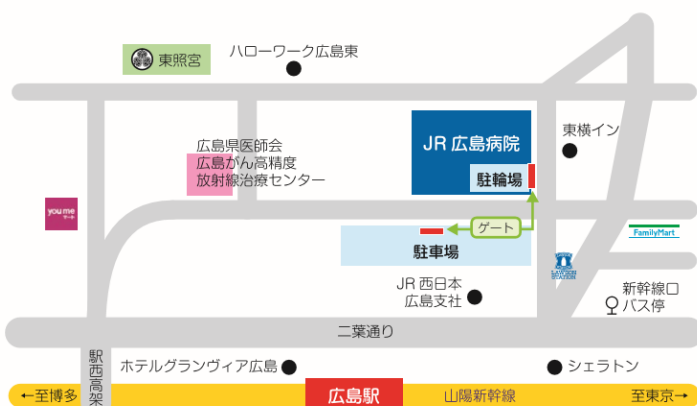 東照宮
ハローワーク広島東
広島県医師会
広島がん高精度
放射線治療センター
JR 広島病院
駐輪場
東横イン
you me
ゲート
駐車場
FamilyMart
JR 西日本
広島支社
新幹線口
バス停
二葉通り
駅西高架
ホテルグランヴィア広島
シェラトン
←至博多
広島駅
山陽新幹線
至東京→